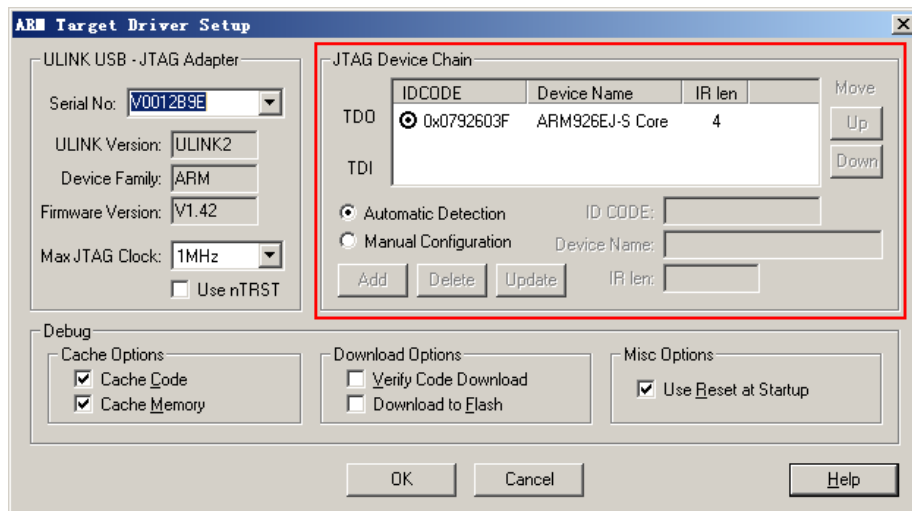 ARM Target Driver Setup
ULINK USB - JTAG Adapter
Serial No: V0012B9E
ULINK Version: ULINK2
Device Family: ARM
Firmware Version: V1.42
Max JTAG Clock: 1MHz
Use nTRST
JTAG Device Chain
IDCODE Device Name IR len Move
TDO 0x0792603F ARM926EJ-S Core 4 Up
TDI Down
Automatic Detection ID CODE:
Manual Configuration Device Name:
Add Delete Update IR len:
Debug
Cache Options
Cache Code
Cache Memory
Download Options
Verify Code Download
Download to Flash
Misc Options
Use Reset at Startup
OK Cancel Help